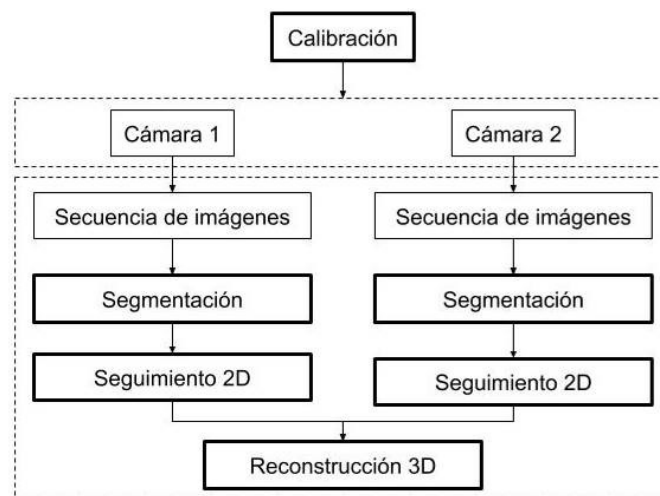 Calibración
Cámara 1
Cámara 2
Secuencia de imágenes
Secuencia de imágenes
Segmentación
Segmentación
Seguimiento 2D
Seguimiento 2D
Reconstrucción 3D